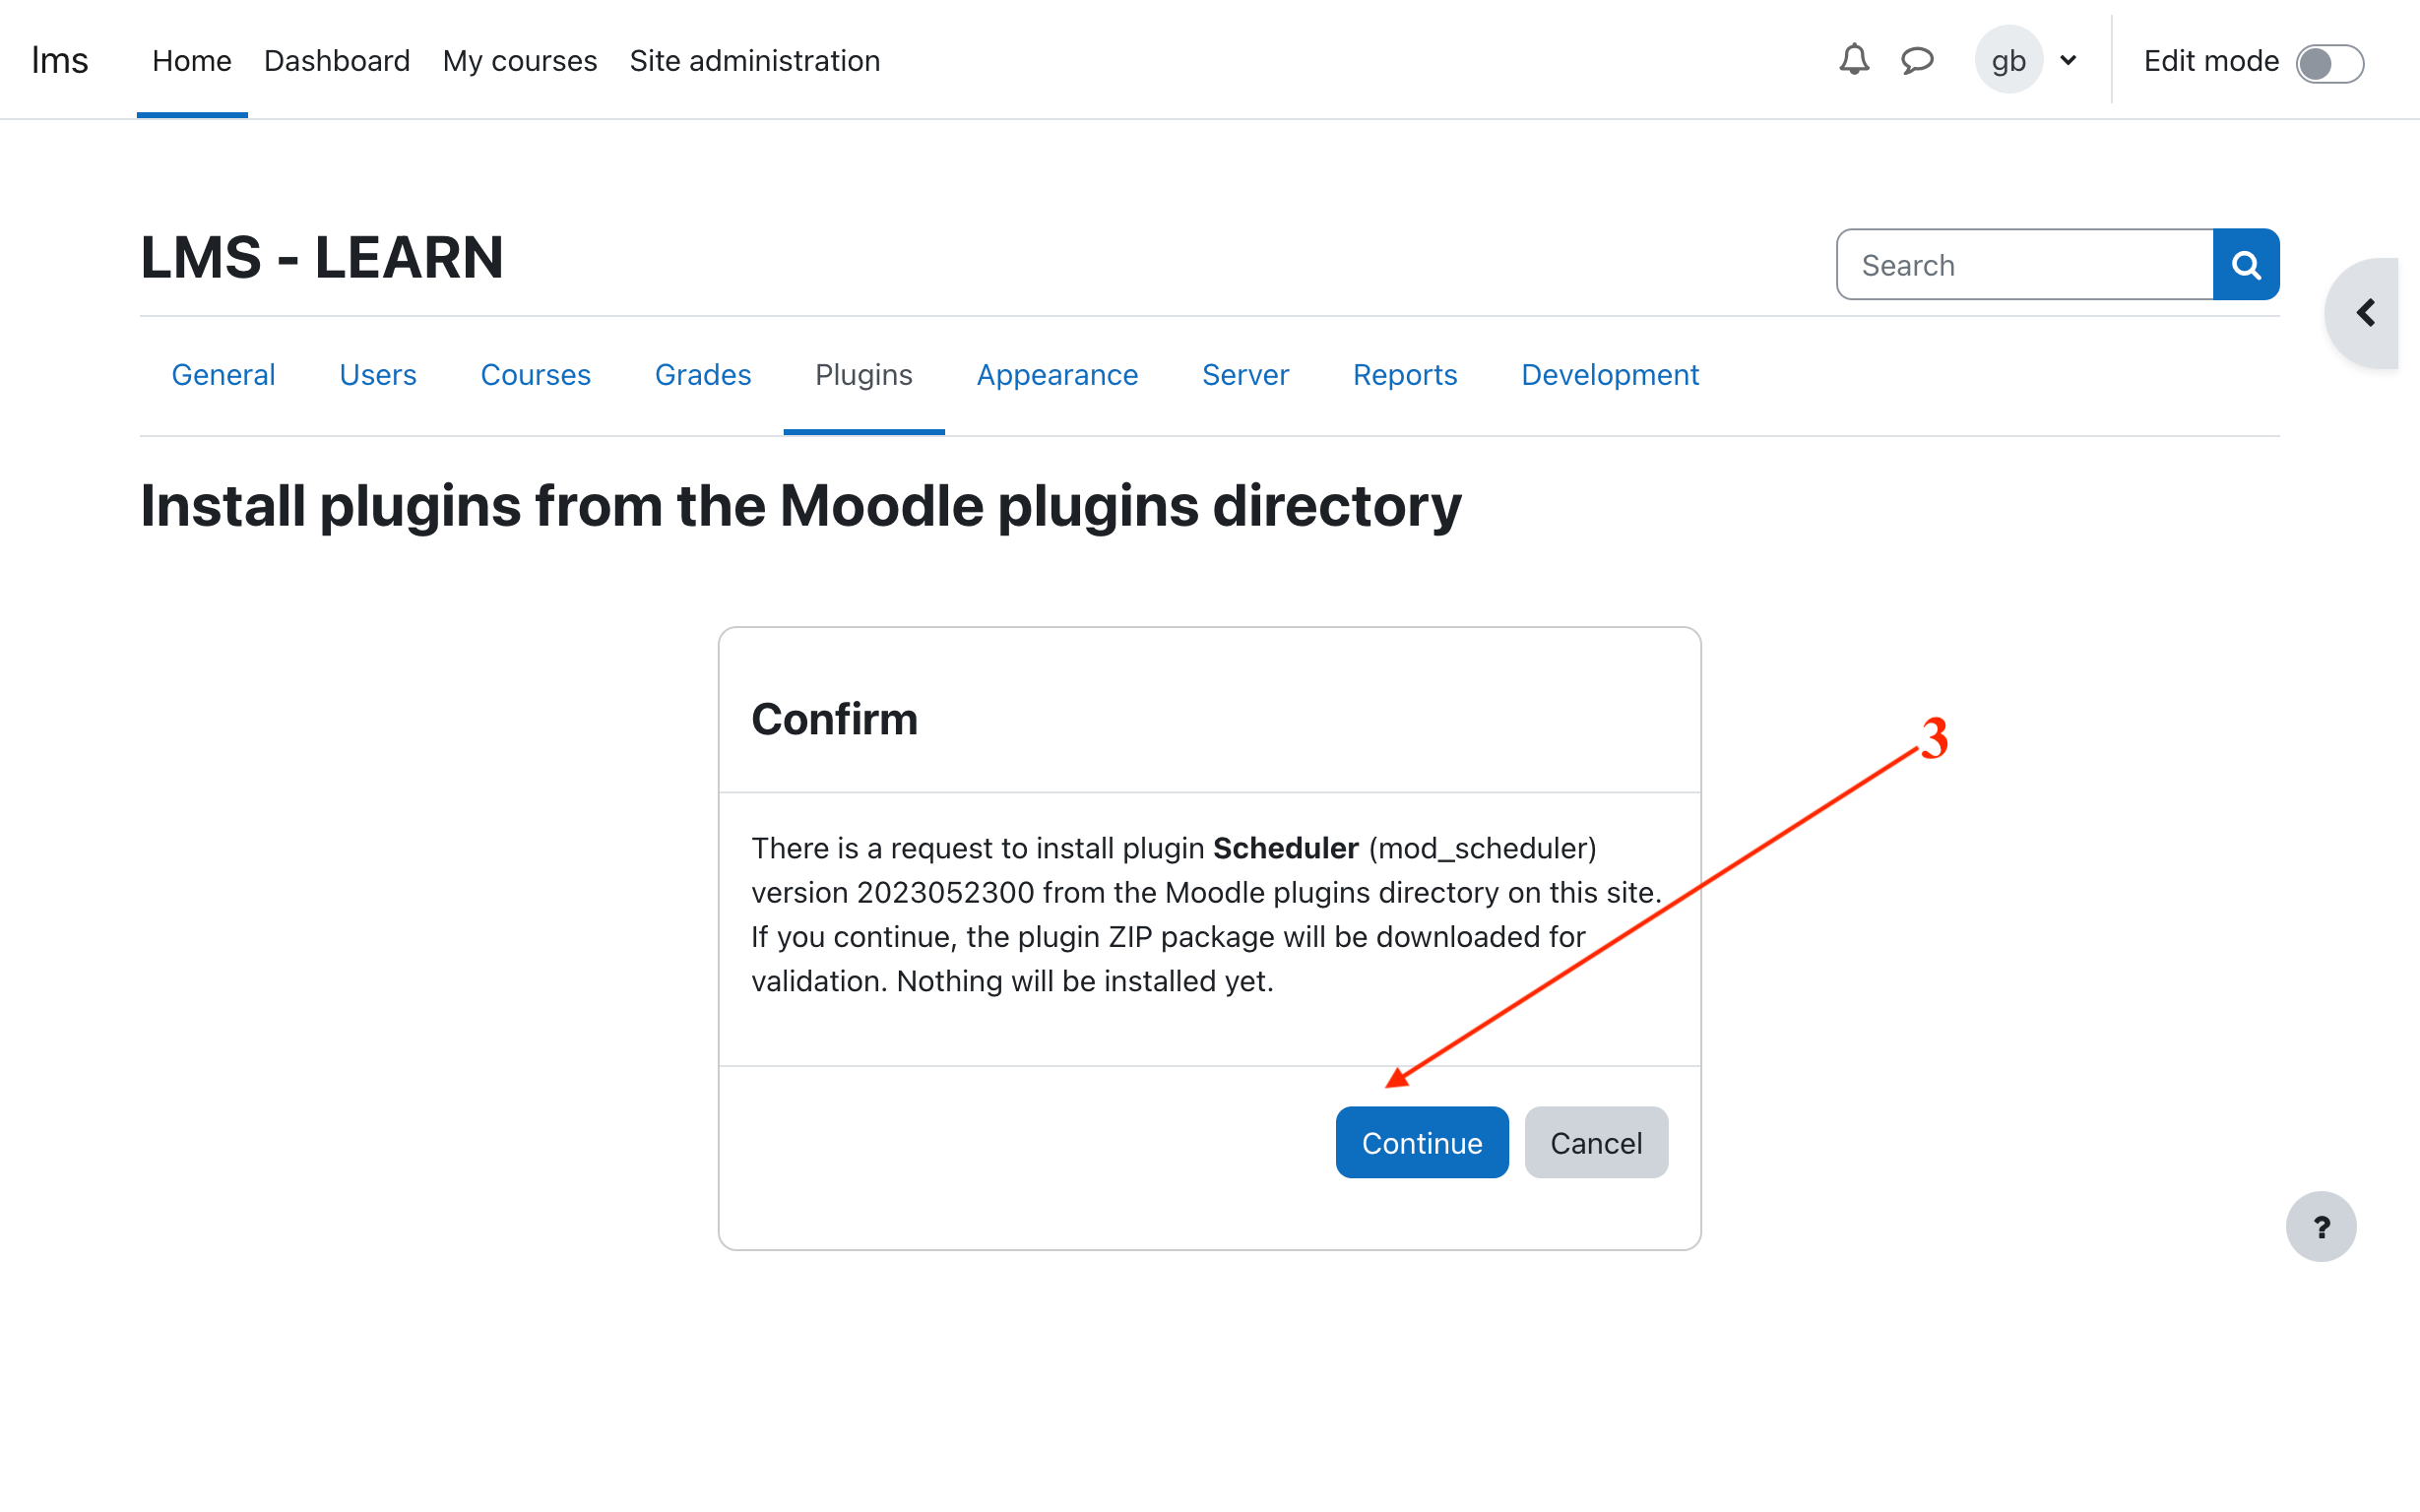 lms Home Dashboard My courses Site administration gb Edit mode
LMS - LEARN
Search
General Users Courses Grades Plugins Appearance Server Reports Development
Install plugins from the Moodle plugins directory
Confirm
3
There is a request to install plugin Scheduler (mod_scheduler)
version 2023052300 from the Moodle plugins directory on this site.
If you continue, the plugin ZIP package will be downloaded for
validation. Nothing will be installed yet.
Continue Cancel
?